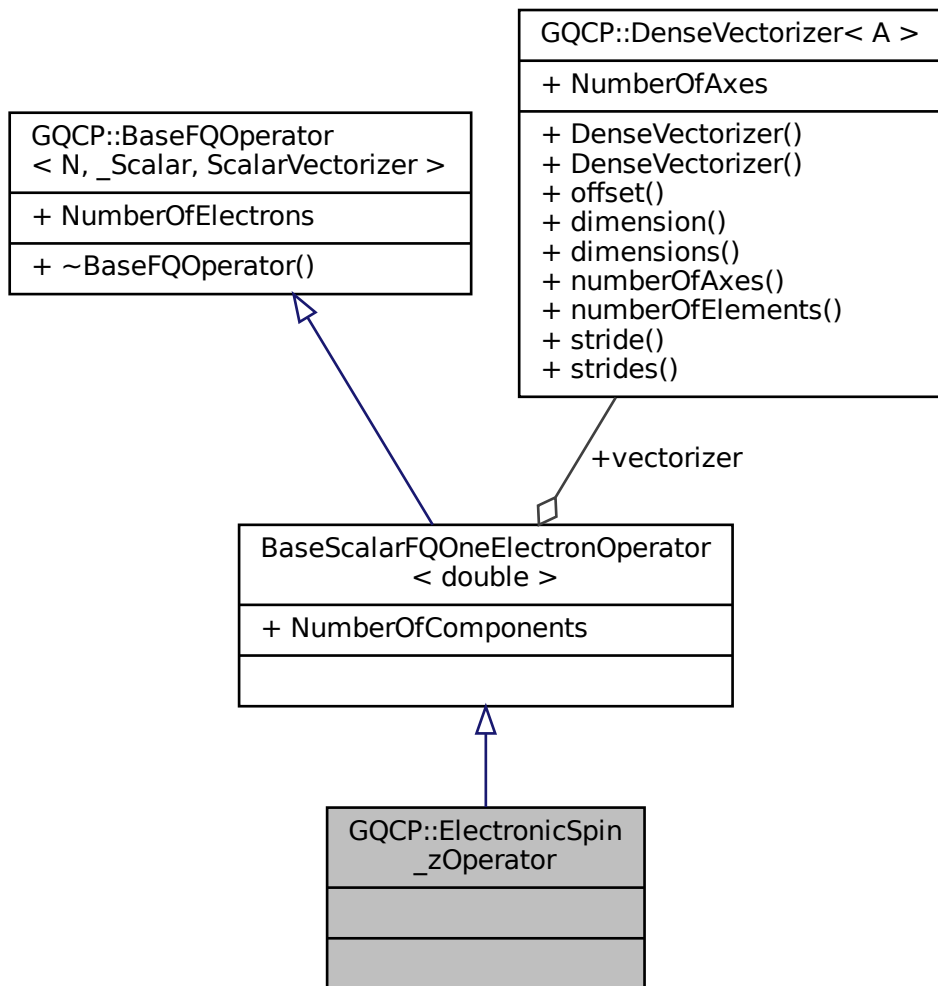 GQCP::DenseVectorizer< A >
+ NumberOfAxes
+ DenseVectorizer()
+ DenseVectorizer()
+ offset()
+ dimension()
+ dimensions()
+ numberOfAxes()
+ numberOfElements()
+ stride()
+ strides()
GQCP::BaseFQOperator
< N, _Scalar, ScalarVectorizer >
+ NumberOfElectrons
+ ~BaseFQOperator()
+vectorizer
BaseScalarFQOneElectronOperator
< double >
+ NumberOfComponents
GQCP::ElectronicSpin
_zOperator